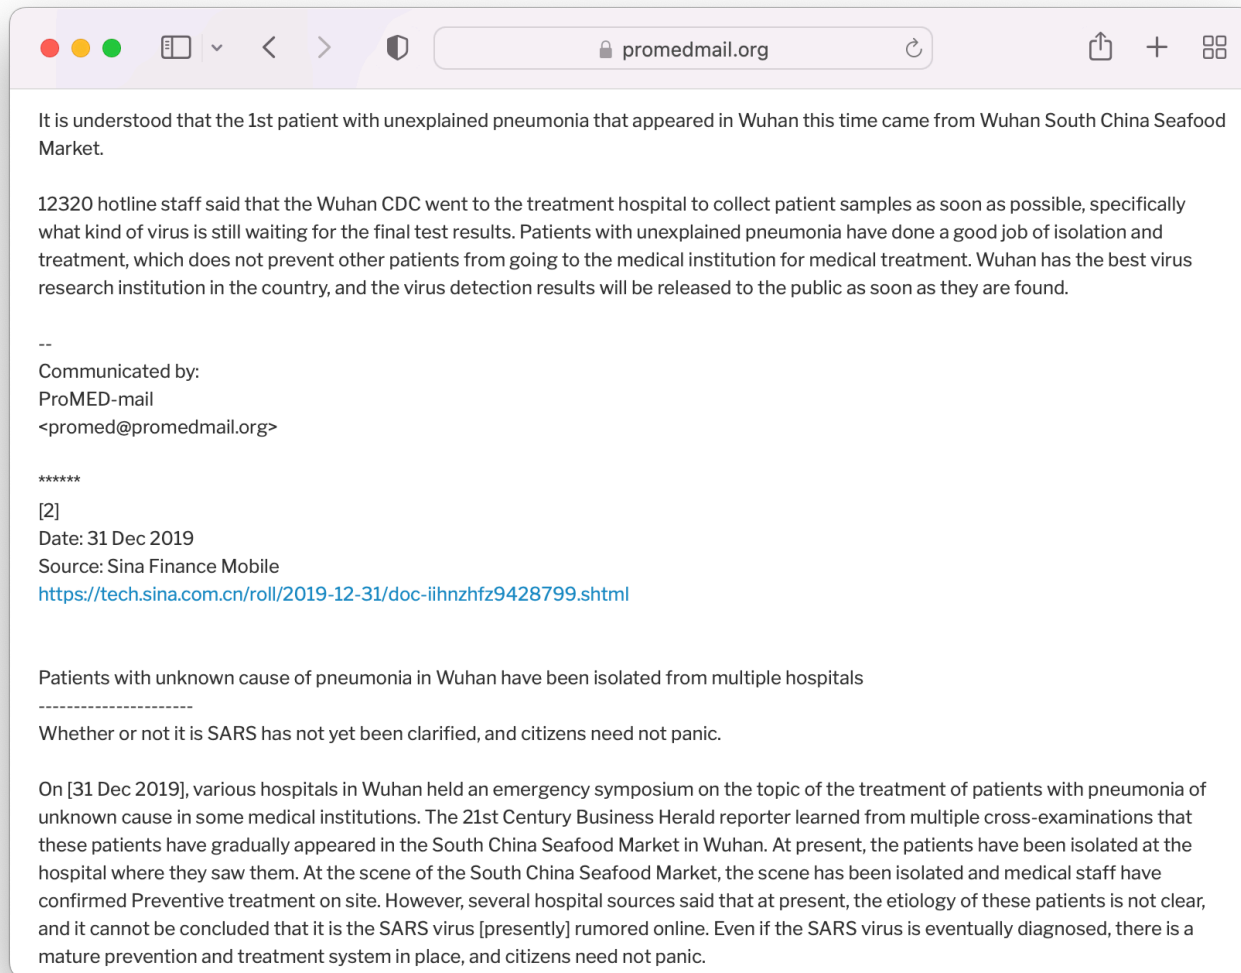 promedmail.org
It is understood that the 1st patient with unexplained pneumonia that appeared in Wuhan this time came from Wuhan South China Seafood
Market.
12320 hotline staff said that the Wuhan CDC went to the treatment hospital to collect patient samples as soon as possible, specifically
what kind of virus is still waiting for the final test results. Patients with unexplained pneumonia have done a good job of isolation and
treatment, which does not prevent other patients from going to the medical institution for medical treatment. Wuhan has the best virus
research institution in the country, and the virus detection results will be released to the public as soon as they are found.
--
Communicated by:
ProMED-mail
<promed@promedmail.org>
******
[2]
Date: 31 Dec 2019
Source: Sina Finance Mobile
https://tech.sina.com.cn/roll/2019-12-31/doc-iihnzhfz9428799.shtml
Patients with unknown cause of pneumonia in Wuhan have been isolated from multiple hospitals
----------------------
Whether or not it is SARS has not yet been clarified, and citizens need not panic.
On [31 Dec 2019], various hospitals in Wuhan held an emergency symposium on the topic of the treatment of patients with pneumonia of
unknown cause in some medical institutions. The 21st Century Business Herald reporter learned from multiple cross-examinations that
these patients have gradually appeared in the South China Seafood Market in Wuhan. At present, the patients have been isolated at the
hospital where they saw them. At the scene of the South China Seafood Market, the scene has been isolated and medical staff have
confirmed Preventive treatment on site. However, several hospital sources said that at present, the etiology of these patients is not clear,
and it cannot be concluded that it is the SARS virus [presently] rumored online. Even if the SARS virus is eventually diagnosed, there is a
mature prevention and treatment system in place, and citizens need not panic.